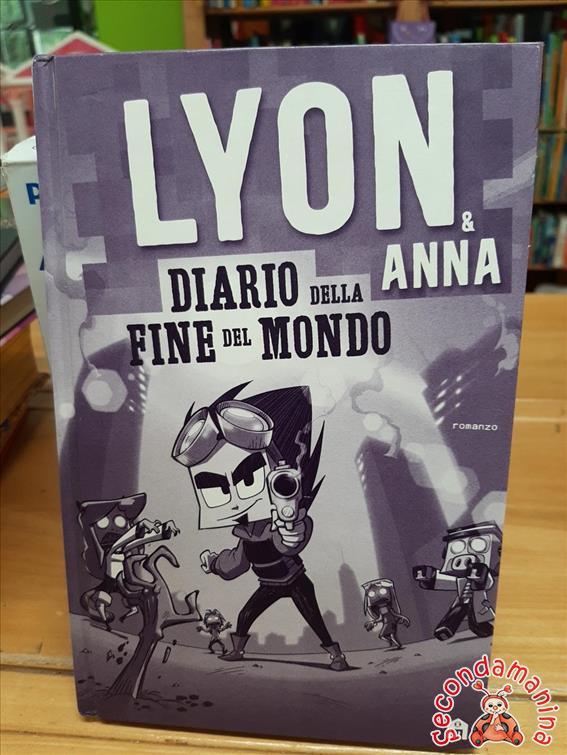 LYON
&
ANNA
DIARIO DELLA
FINE DEL MONDO
romanzo
secondamanina